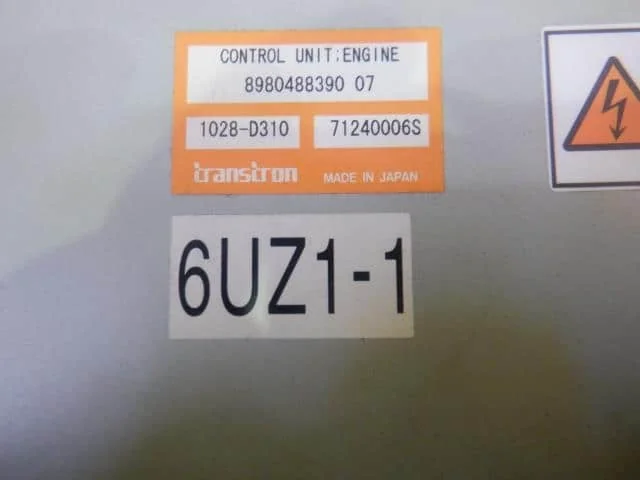 CONTROL UNIT;ENGINE
8980488390 07
1028-D310 71240006S
transtron MADE IN JAPAN
6UZ1-1